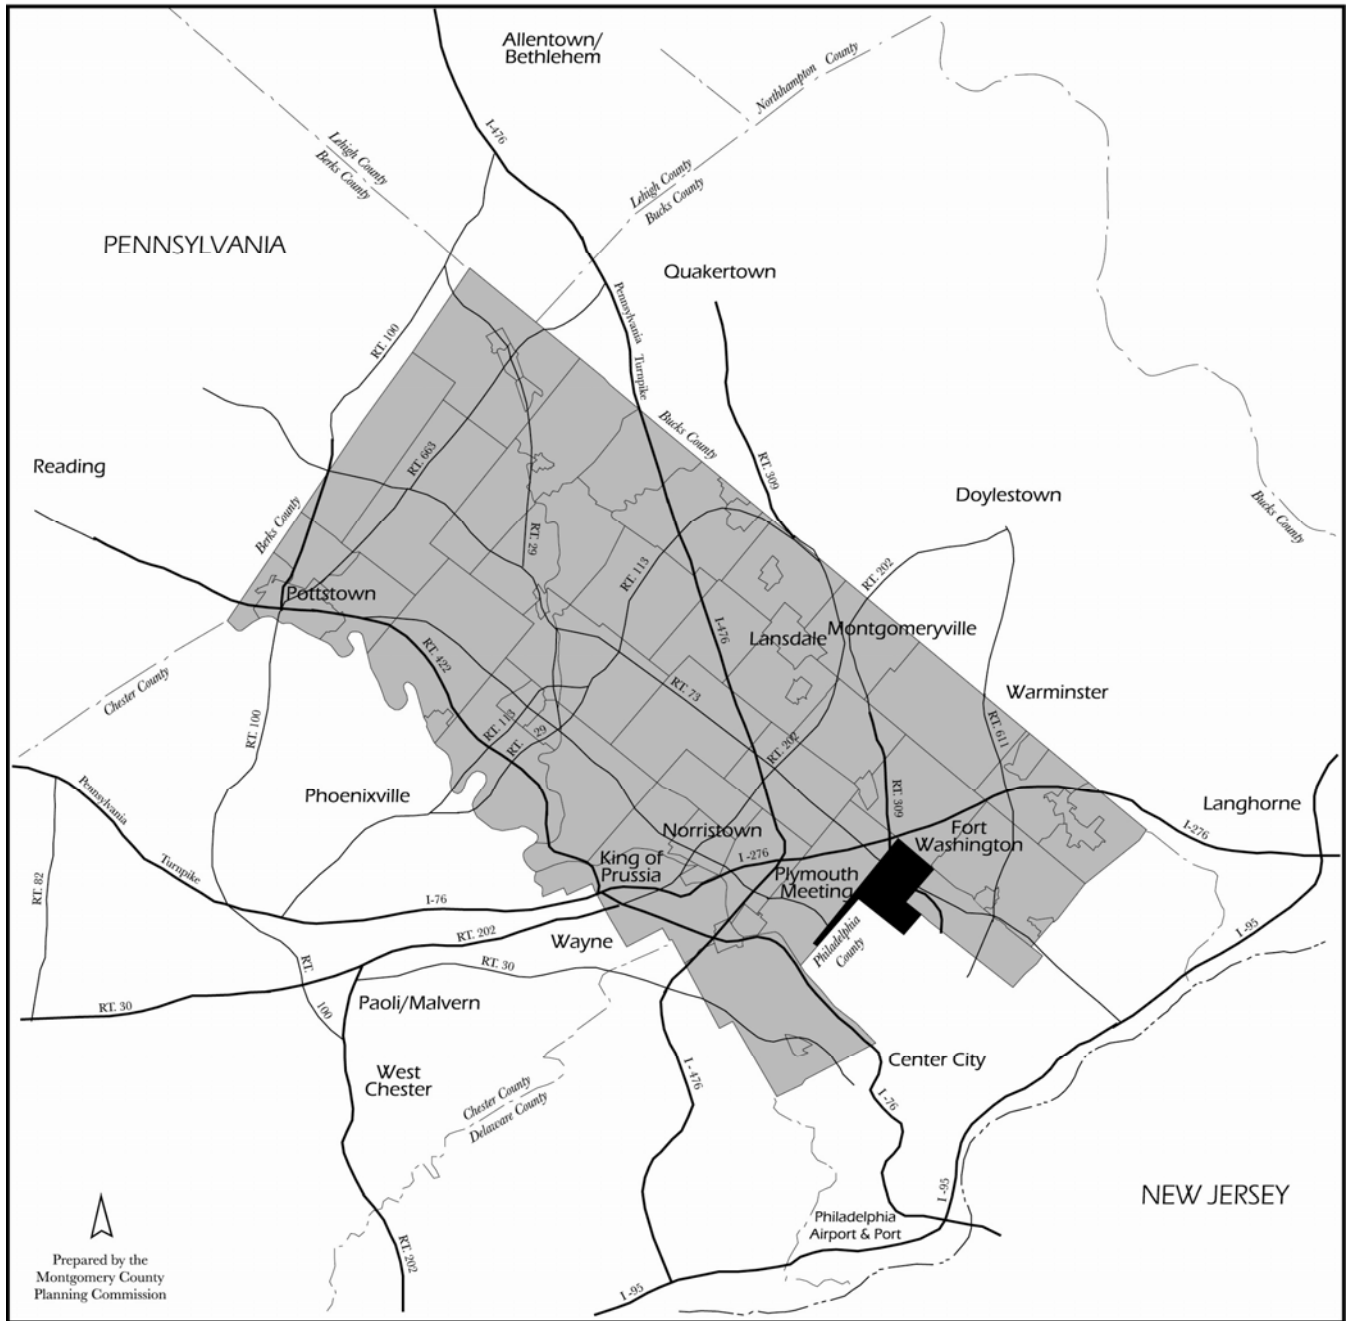 Allentown/
Bethlehem
Northhampton County
I-476
Lehigh County
Berks County
Lehigh County
Bucks County
PENNSYLVANIA
Quakertown
Pennsylvania
Turnpike
RT. 100
Bucks County
RT. 663
RT. 309
Reading
Doylestown
Bucks County
Berks County
RT. 29
RT. 113
RT. 202
Pottstown
I-476
Lansdale
Montgomeryville
RT. 422
RT. 73
Warminster
Chester County
RT. 100
RT. 113
RT. 29
RT. 202
RT. 611
Pennsylvania
Turnpike
Phoenixville
RT. 309
Langhorne
Norristown
Fort
Washington
I-276
I -276
King of
Prussia
Plymouth
Meeting
RT. 82
I-76
RT. 202
Wayne
Philadelphia
County
I-95
RT. 30
RT.
100
RT. 30
Paoli/Malvern
Center City
West
Chester
I- 476
I -76
Chester County
Delaware County
I -95
NEW JERSEY
Philadelphia
Airport & Port
RT. 202
I -95
Prepared by the
Montgomery County
Planning Commission